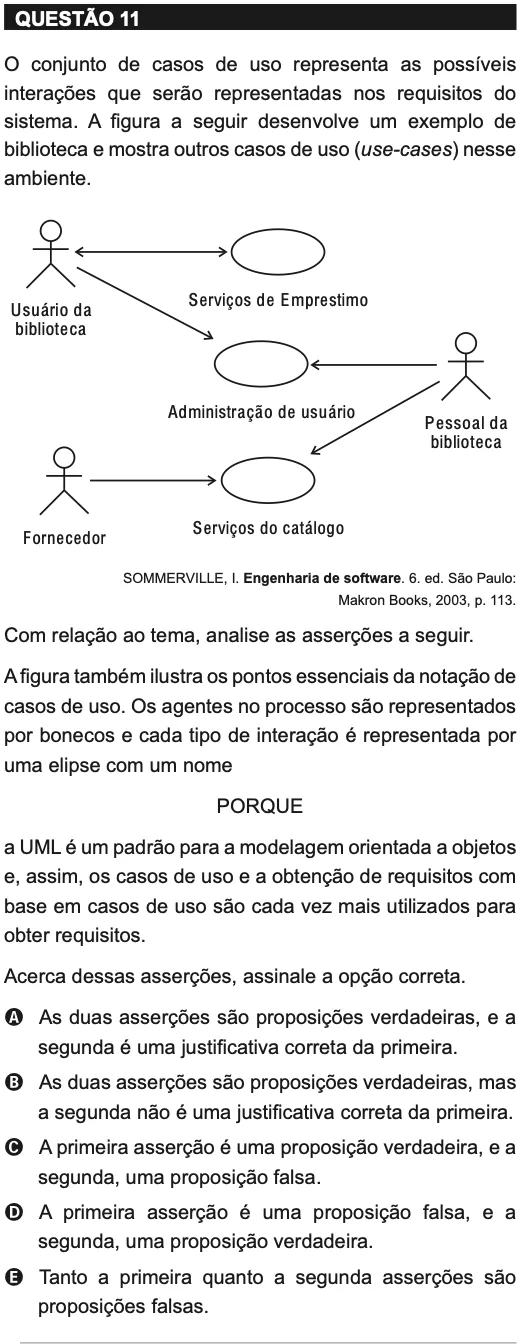 QUESTÃO 11
O conjunto de casos de uso representa as possíveis
interações que serão representadas nos requisitos do
sistema. A figura a seguir desenvolve um exemplo de
biblioteca e mostra outros casos de uso (use-cases) nesse
ambiente.
Usuário da
biblioteca
Serviços de Emprestimo
Administração de usuário
Pessoal da
biblioteca
Fornecedor
Serviços do catálogo
SOMMERVILLE, I. Engenharia de software. 6. ed. São Paulo:
Makron Books, 2003, p. 113.
Com relação ao tema, analise as asserções a seguir.
A figura também ilustra os pontos essenciais da notação de
casos de uso. Os agentes no processo são representados
por bonecos e cada tipo de interação é representada por
uma elipse com um nome
PORQUE
a UML é um padrão para a modelagem orientada a objetos
e, assim, os casos de uso e a obtenção de requisitos com
base em casos de uso são cada vez mais utilizados para
obter requisitos.
Acerca dessas asserções, assinale a opção correta.
A As duas asserções são proposições verdadeiras, e a
segunda é uma justificativa correta da primeira.
B As duas asserções são proposições verdadeiras, mas
a segunda não é uma justificativa correta da primeira.
C A primeira asserção é uma proposição verdadeira, e a
segunda, uma proposição falsa.
D A primeira asserção é uma proposição falsa, e a
segunda, uma proposição verdadeira.
E Tanto a primeira quanto a segunda asserções são
proposições falsas.